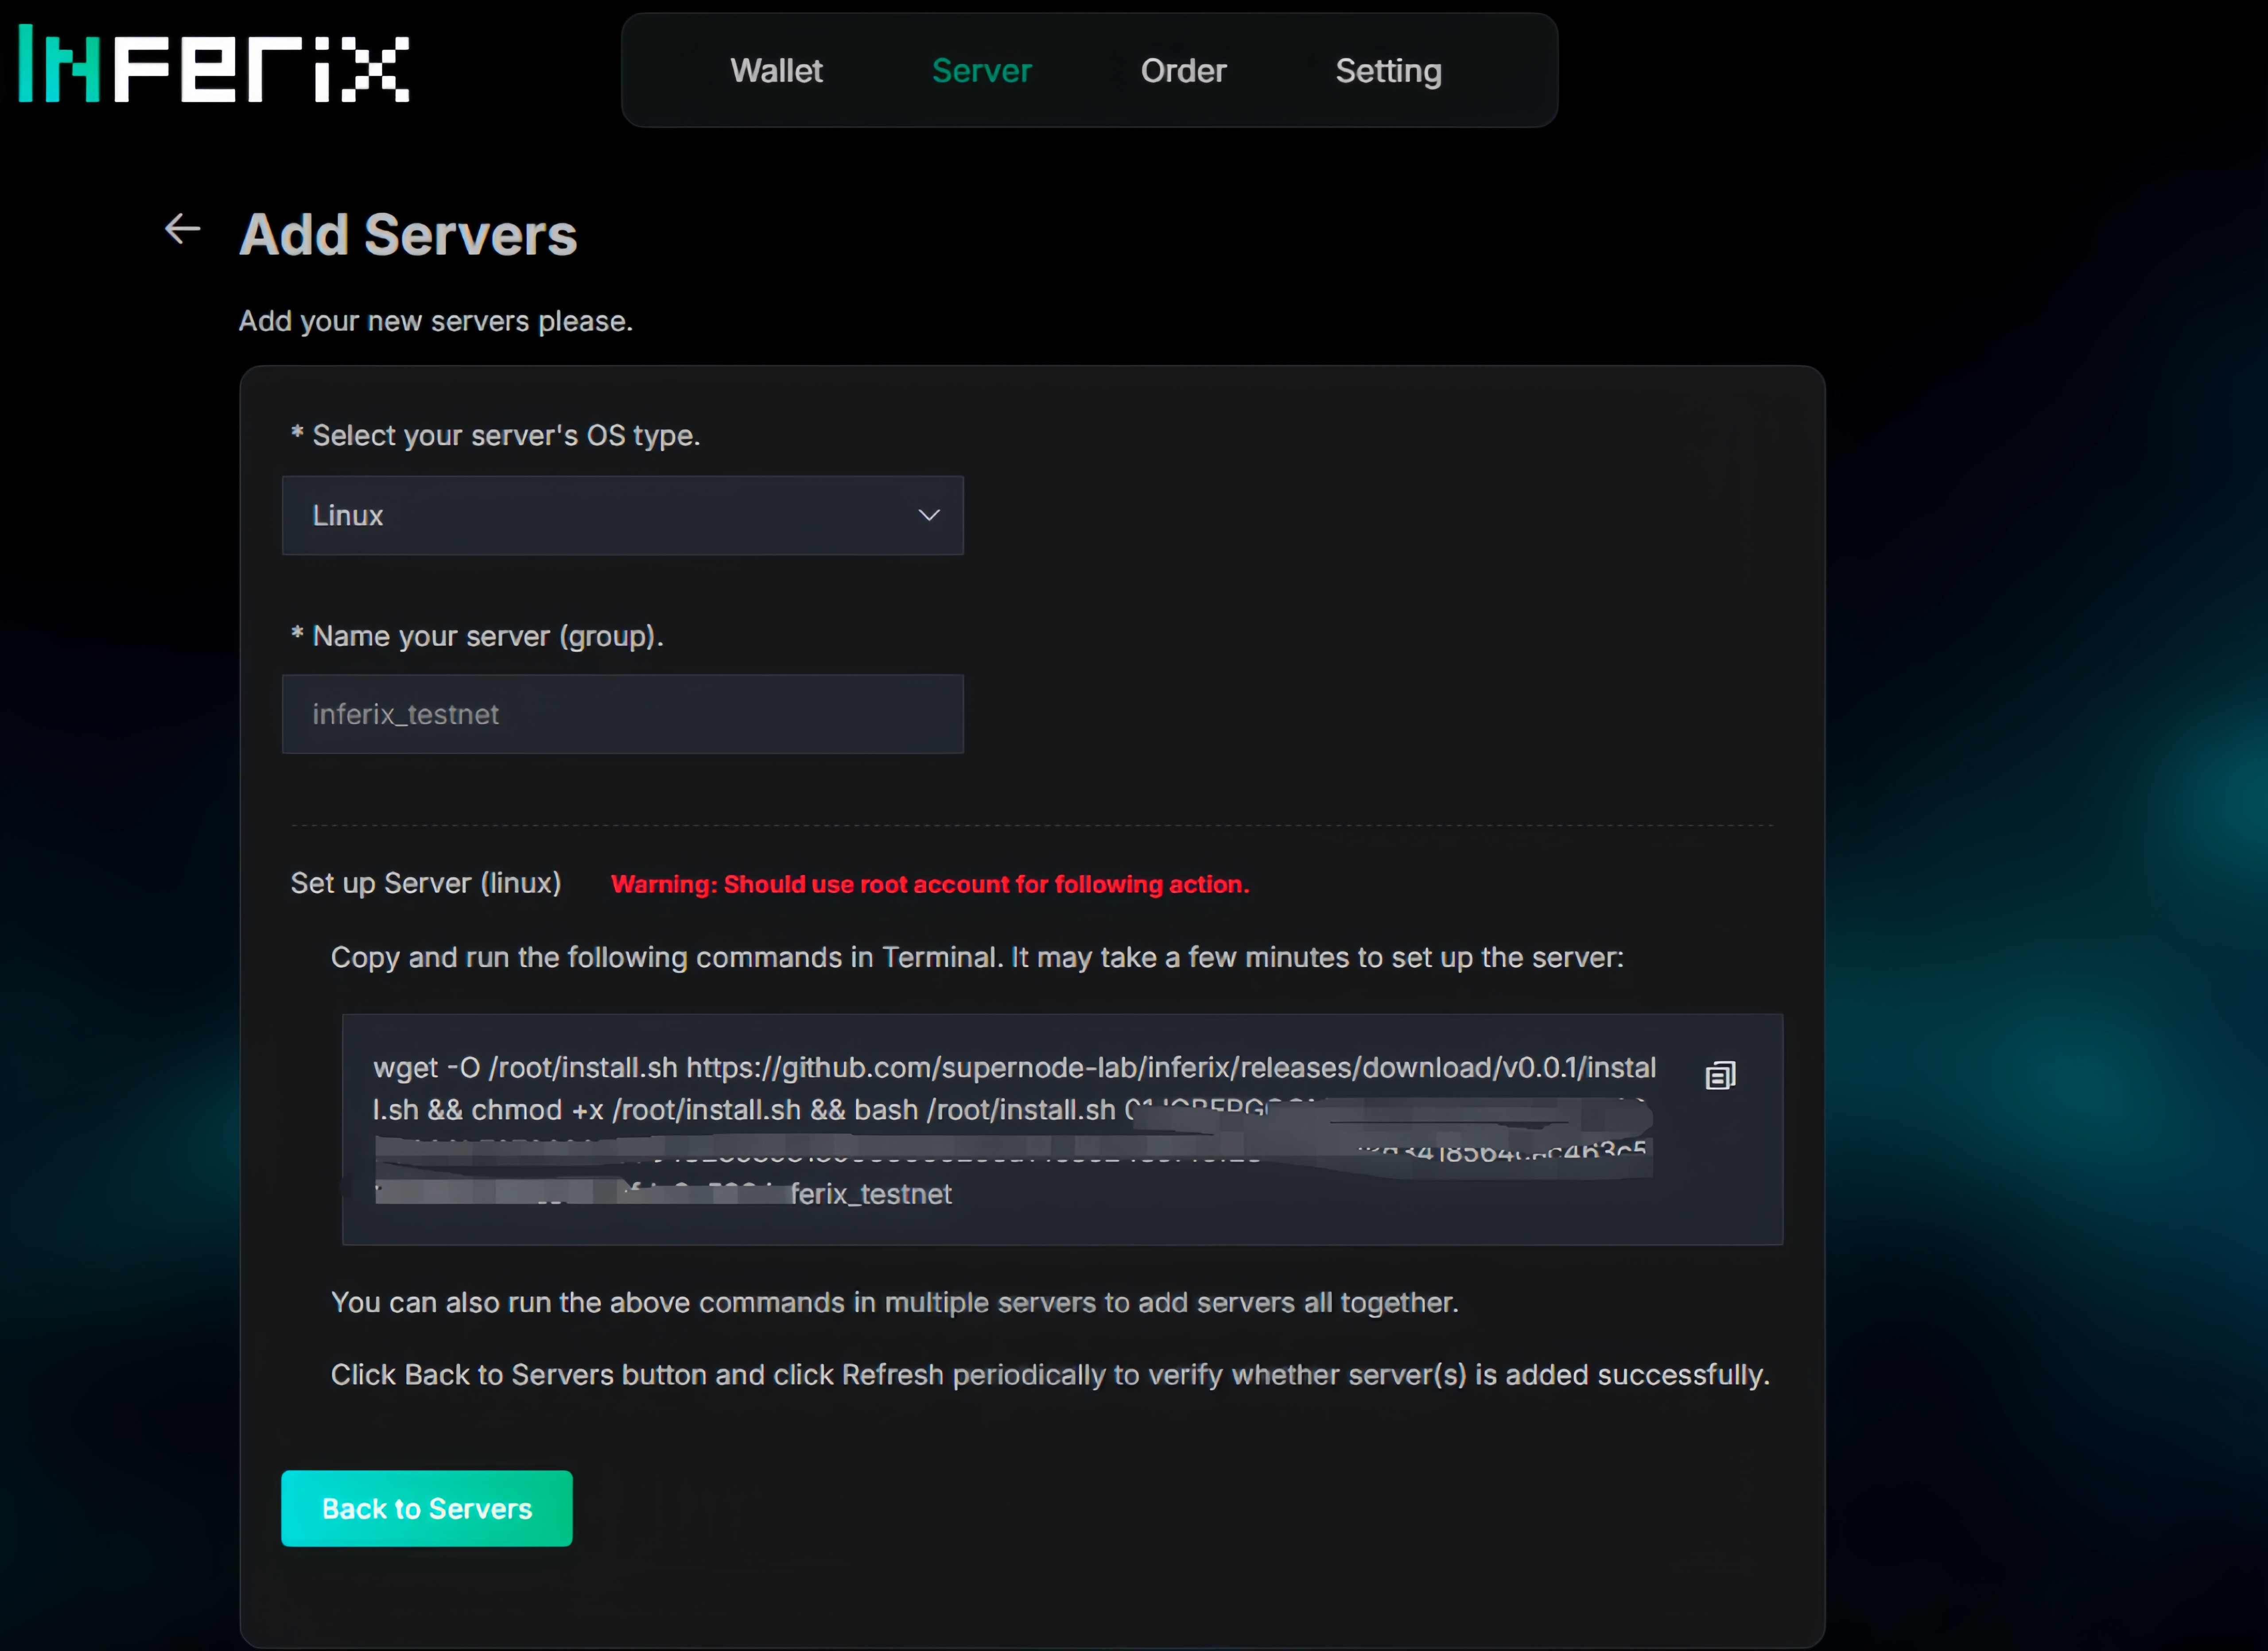 InFerix
Wallet Server Order Setting
Add Servers
Add your new servers please.
* Select your server's OS type.
Linux
* Name your server (group).
inferix_testnet
Set up Server (linux) Warning: Should use root account for following action.
Copy and run the following commands in Terminal. It may take a few minutes to set up the server:
wget -O /root/install.sh https://github.com/supernode-lab/inferix/releases/download/v0.0.1/instal
l.sh && chmod +x /root/install.sh && bash /root/install.sh
ferix_testnet
You can also run the above commands in multiple servers to add servers all together.
Click Back to Servers button and click Refresh periodically to verify whether server(s) is added successfully.
Back to Servers